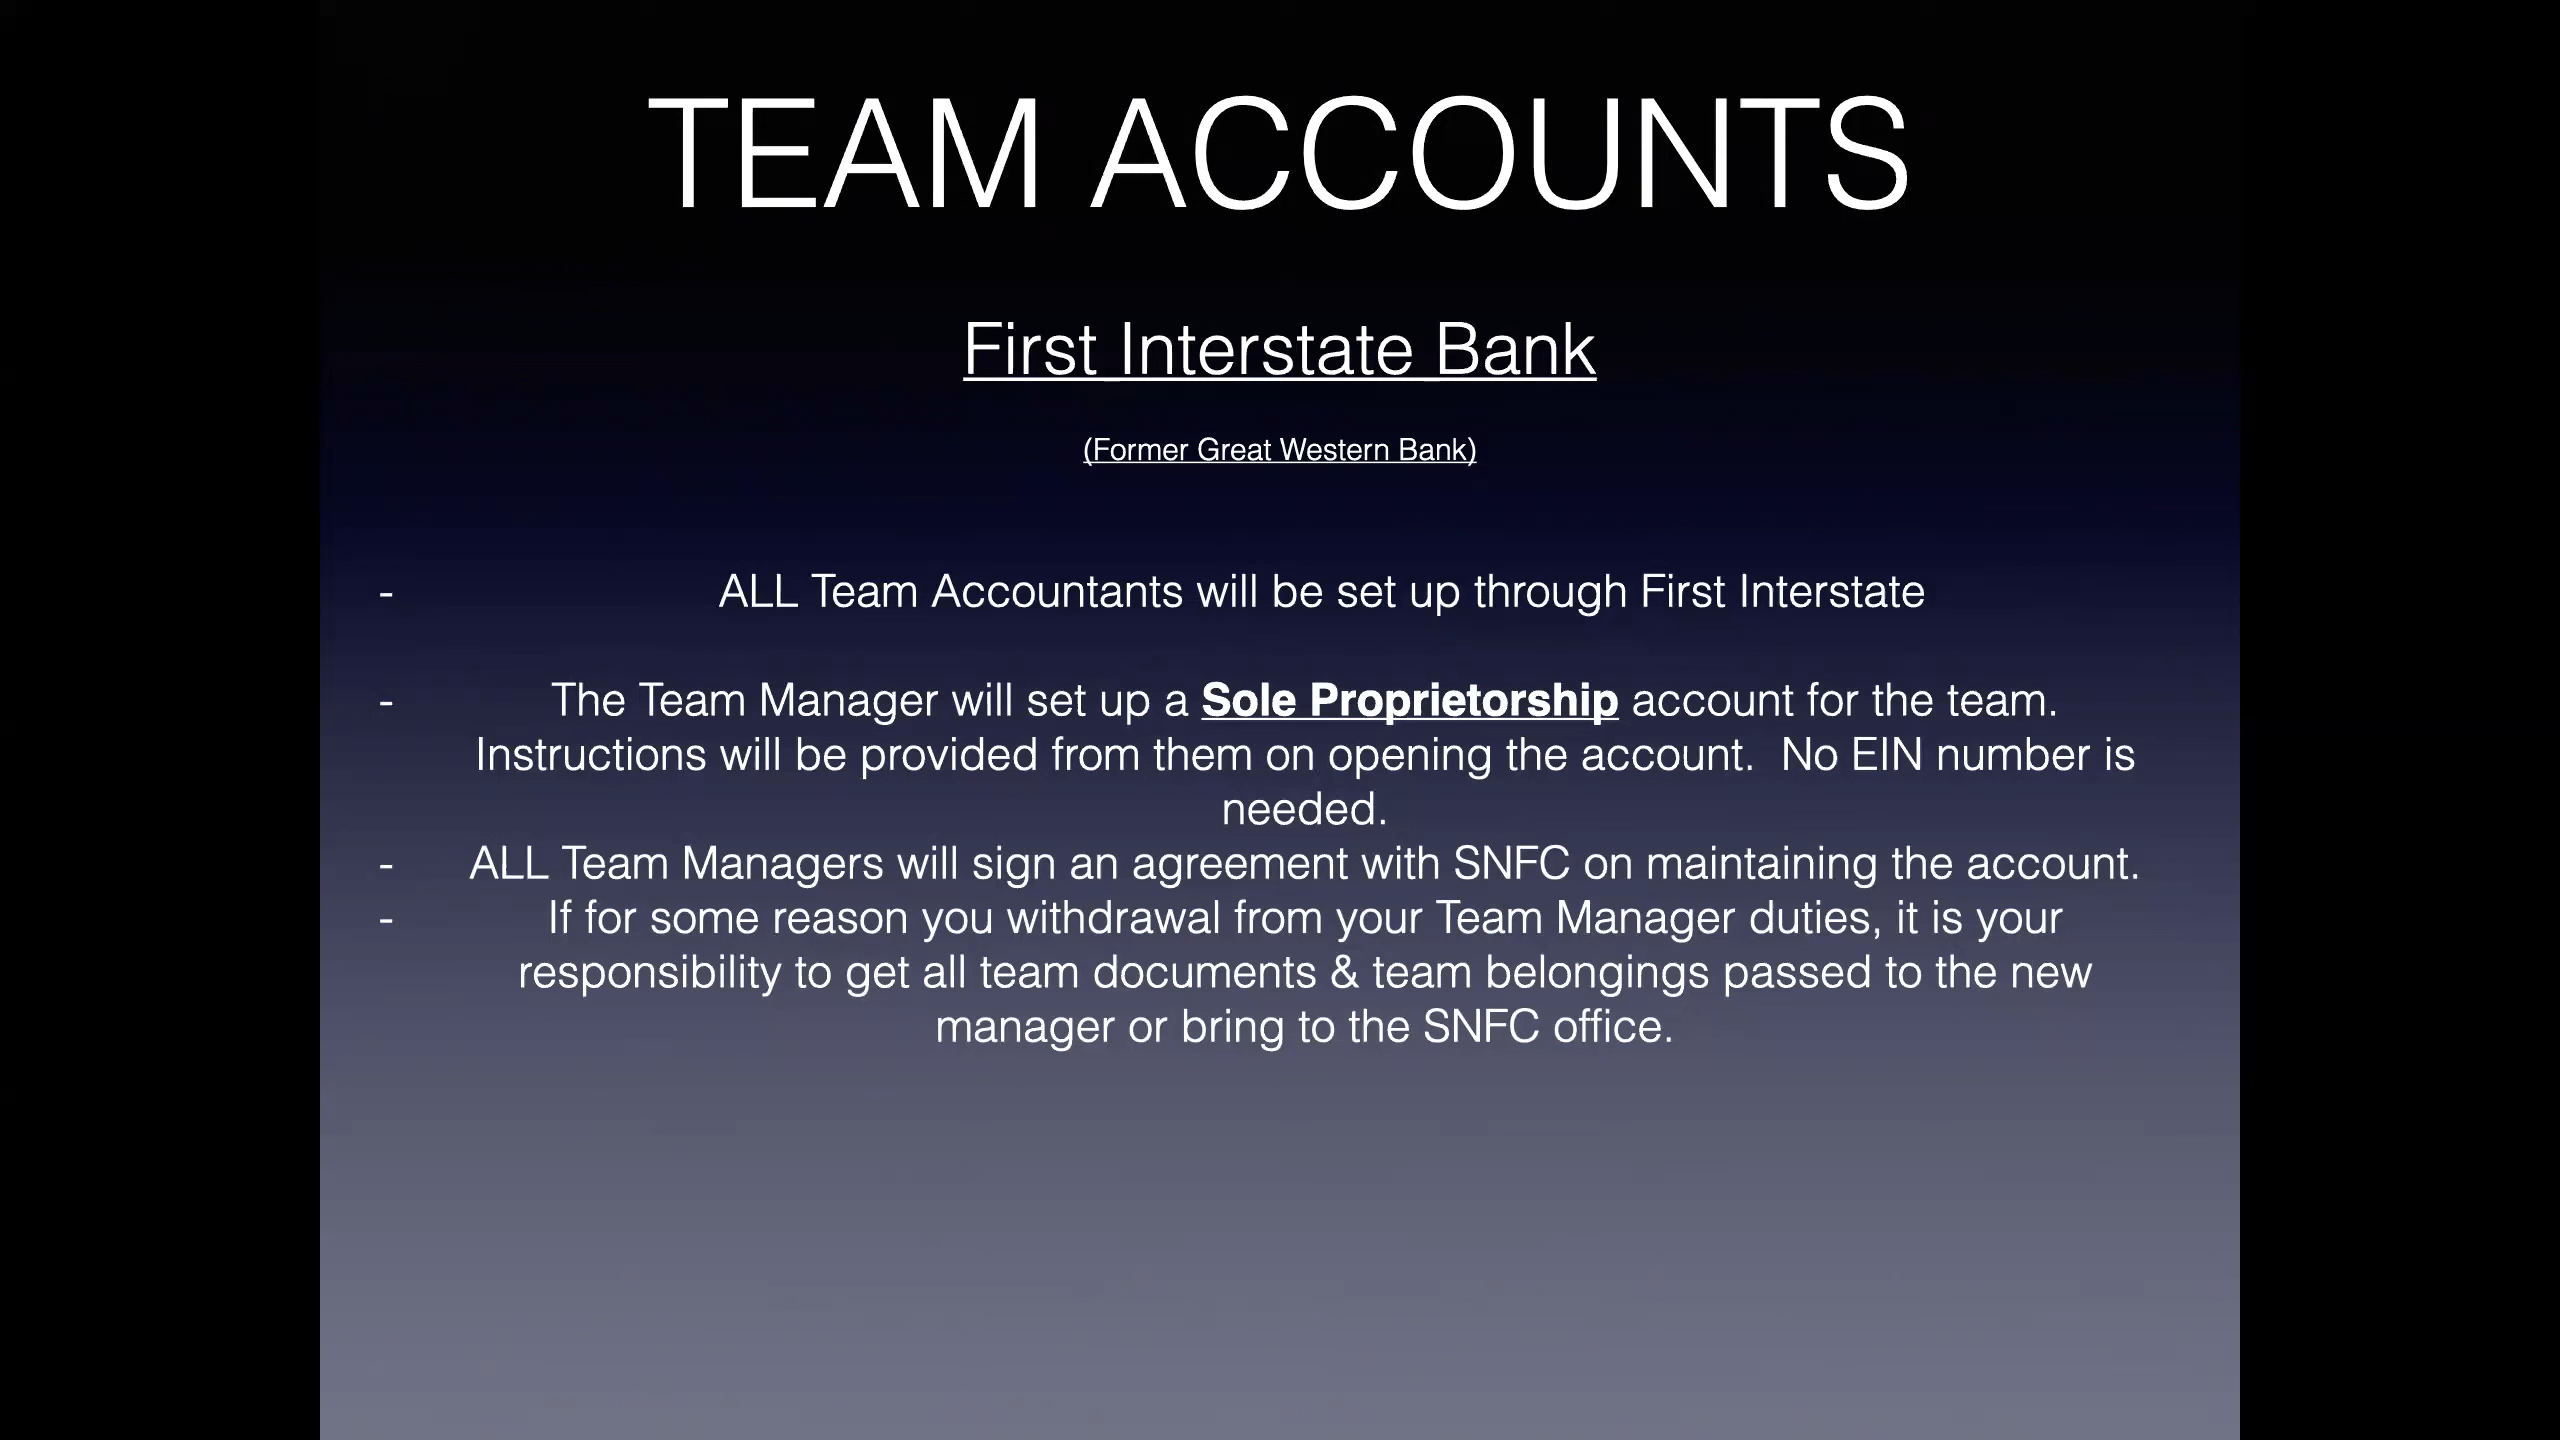 TEAM ACCOUNTS
First Interstate Bank
(Former Great Western Bank)
- ALL Team Accountants will be set up through First Interstate
- The Team Manager will set up a Sole Proprietorship account for the team.
Instructions will be provided from them on opening the account.  No EIN number is
needed.
- ALL Team Managers will sign an agreement with SNFC on maintaining the account.
- If for some reason you withdrawal from your Team Manager duties, it is your
responsibility to get all team documents & team belongings passed to the new
manager or bring to the SNFC office.